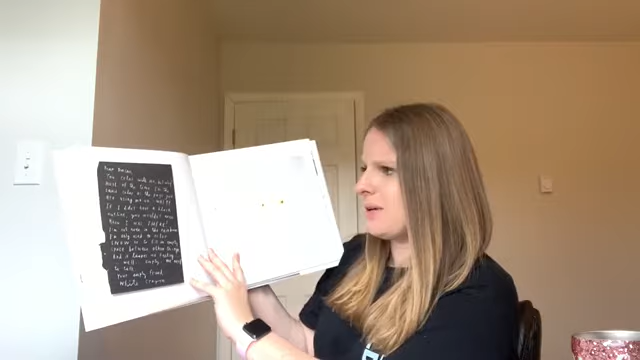 Dear Duncan,
You color with me, but why?
Most of the time I'm the
same color as the page you
are using me on - WHITE.
If I didn't have a black
outline, you wouldn't even
know I was THERE!
I'm not even in the rainbow.
I'm only used to color
SNOW or to fill in empty
space between other things.
And it leaves me feeling
... well.. empty. We need
to talk.
Your empty friend,
White Crayon